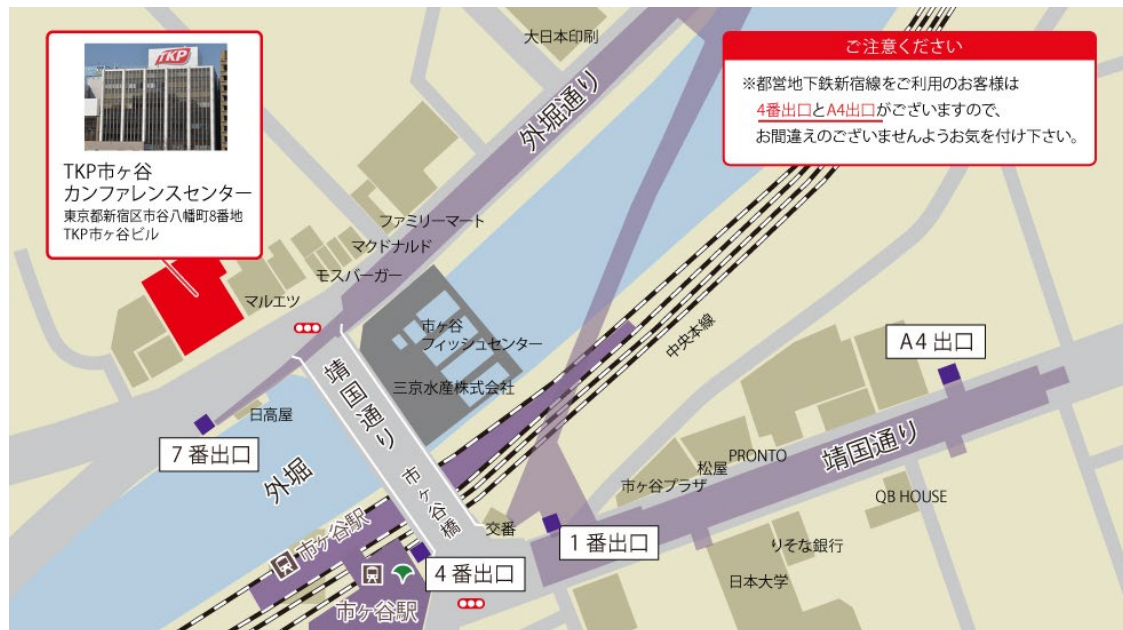 TKP
TKP市ヶ谷
カンファレンスセンター
東京都新宿区市谷八幡町8番地
TKP市ヶ谷ビル
ご注意ください
※都営地下鉄新宿線をご利用のお客様は
4番出口とA4出口がございますので、
お間違えのございませんようお気を付け下さい。
大日本印刷
外堀通り
ファミリーマート
マクドナルド
モスバーガー
マルエツ
市ヶ谷
フィッシュセンター
三京水産株式会社
中央本線
A4 出口
靖国通り
日高屋
7 番出口
外堀
市ヶ谷橋
靖国通り
PRONTO
松屋
市ヶ谷プラザ
QB HOUSE
交番
1 番出口
りそな銀行
日本大学
市ヶ谷駅
4 番出口
市ヶ谷駅